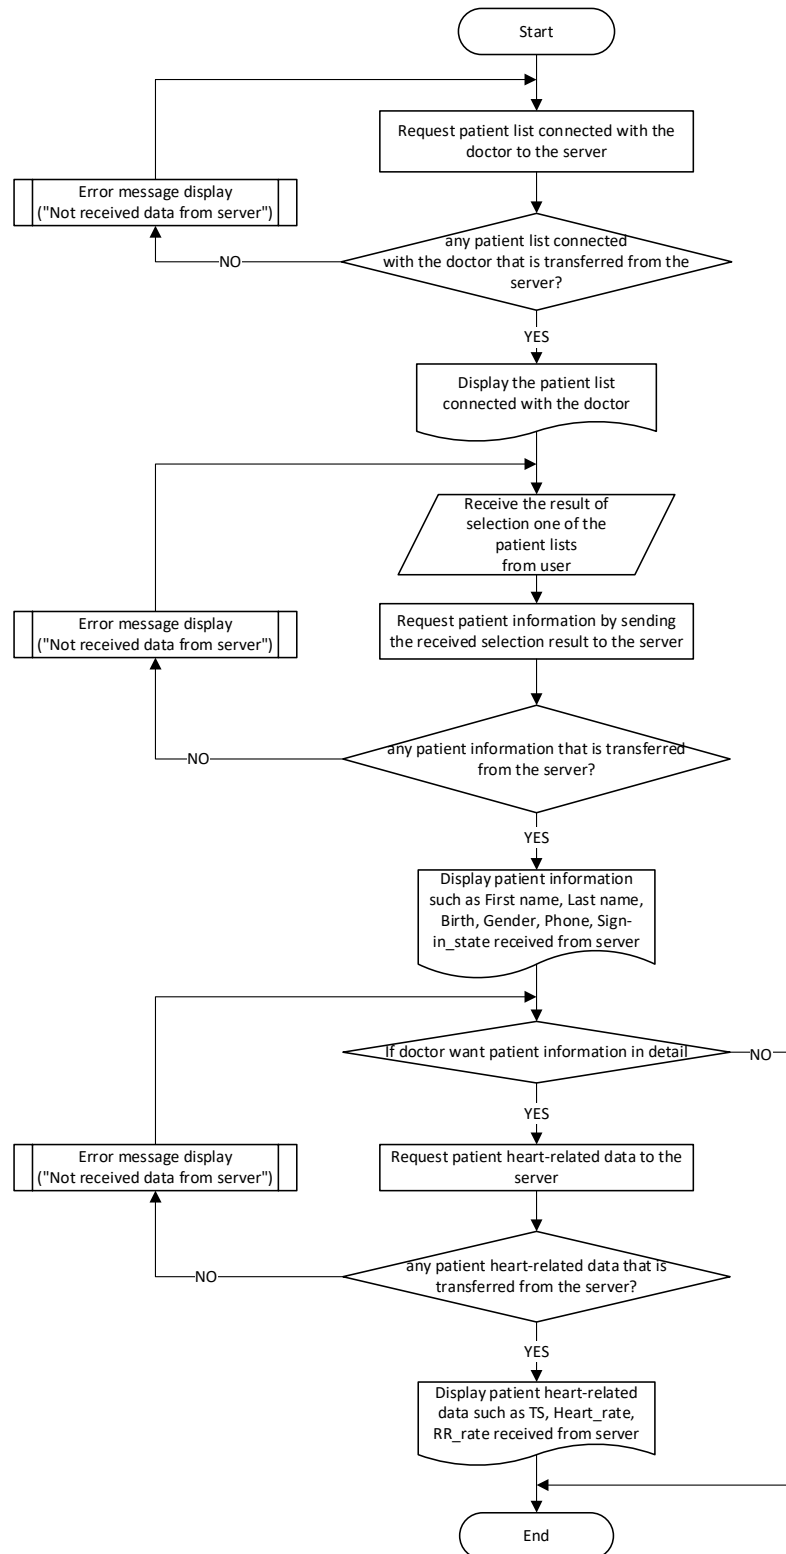 Start
Request patient list connected with the
doctor to the server
Error message display
("Not received data from server")
any patient list connected
with the doctor that is transferred from the
server?
NO
YES
Display the patient list
connected with the doctor
Receive the result of
selection one of the
patient lists
from user
Error message display
("Not received data from server")
Request patient information by sending
the received selection result to the server
any patient information that is transferred
from the server?
NO
YES
Display patient information
such as First name, Last name,
Birth, Gender, Phone, Sign-
in_state received from server
If doctor want patient information in detail
NO
YES
Error message display
("Not received data from server")
Request patient heart-related data to the
server
any patient heart-related data that is
transferred from the server?
NO
YES
Display patient heart-related
data such as TS, Heart_rate,
RR_rate received from server
End